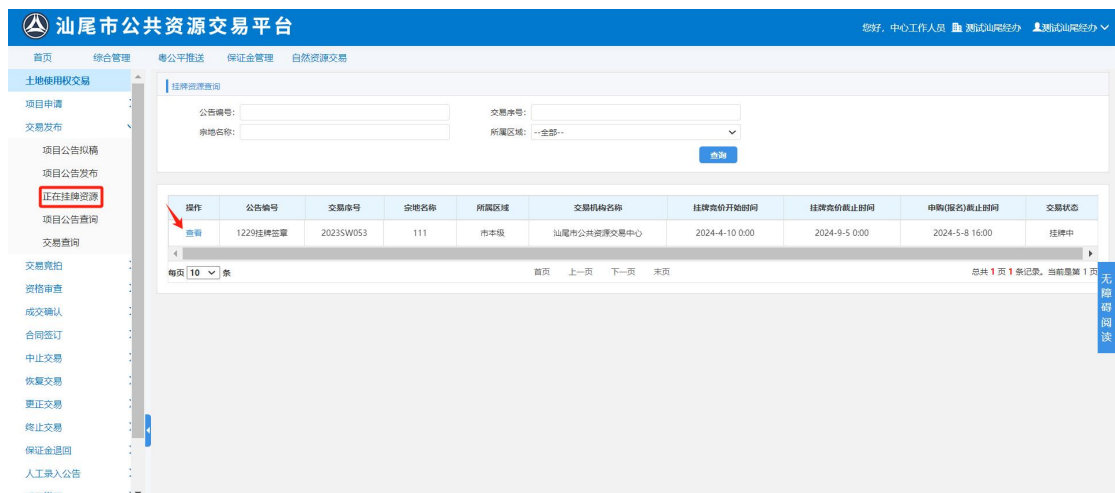 汕尾市公共资源交易平台
您好，中心工作人员 测试汕尾经办 测试汕尾经办
首页 综合管理 粤公平推送 保证金管理 自然资源交易
土地使用权交易
项目申请
交易发布
项目公告拟稿
项目公告发布
正在挂牌资源
项目公告查询
交易查询
交易竞拍
资格审查
成交确认
合同签订
中止交易
恢复交易
更正交易
终止交易
保证金退回
人工录入公告
挂牌资源查询
公告编号： 交易序号：
宗地名称： 所属区域： --全部--
查询
操作 公告编号 交易序号 宗地名称 所属区域 交易机构名称 挂牌竞价开始时间 挂牌竞价截止时间 申购(报名)截止时间 交易状态
查看 1229挂牌签章 2023SW053 111 市本级 汕尾市公共资源交易中心 2024-4-10 0:00 2024-9-5 0:00 2024-5-8 16:00 挂牌中
每页 10 条 首页 上一页 下一页 末页 总共 1 页 1 条记录。当前是第 1 页
无障碍阅读